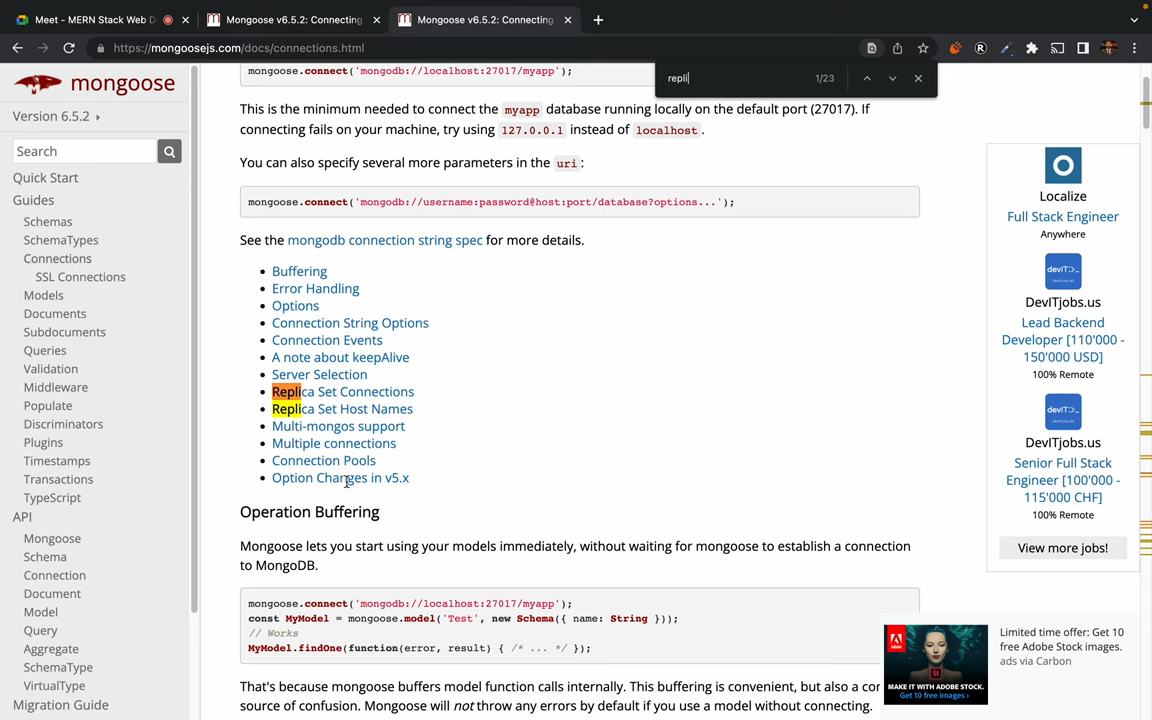 Meet - MERN Stack Web D
Mongoose v6.5.2: Connecting
Mongoose v6.5.2: Connecting
https://mongoosejs.com/docs/connections.html
repli
1/23
mongoose
Version 6.5.2
Search
Quick Start
Guides
Schemas
SchemaTypes
Connections
SSL Connections
Models
Documents
Subdocuments
Queries
Validation
Middleware
Populate
Discriminators
Plugins
Timestamps
Transactions
TypeScript
API
Mongoose
Schema
Connection
Document
Model
Query
Aggregate
SchemaType
VirtualType
Migration Guide
mongoose.connect('mongodb://localhost:27017/myapp');
This is the minimum needed to connect the myapp database running locally on the default port (27017). If
connecting fails on your machine, try using 127.0.0.1 instead of localhost.
You can also specify several more parameters in the uri:
mongoose.connect('mongodb://username:password@host:port/database?options...');
See the mongodb connection string spec for more details.
Buffering
Error Handling
Options
Connection String Options
Connection Events
A note about keepAlive
Server Selection
Replica Set Connections
Replica Set Host Names
Multi-mongos support
Multiple connections
Connection Pools
Option Changes in v5.x
Operation Buffering
Mongoose lets you start using your models immediately, without waiting for mongoose to establish a connection
to MongoDB.
mongoose.connect('mongodb://localhost:27017/myapp');
const MyModel = mongoose.model('Test', new Schema({ name: String }));
// Works
MyModel.findOne(function(error, result) { /* ... */ });
That's because mongoose buffers model function calls internally. This buffering is convenient, but also a cor
source of confusion. Mongoose will not throw any errors by default if you use a model without connecting.
Localize
Full Stack Engineer
Anywhere
devIT>_
DevITjobs.us
Lead Backend
Developer [110'000 -
150'000 USD]
100% Remote
devIT>_
DevITjobs.us
Senior Full Stack
Engineer [100'000 -
115'000 CHF]
100% Remote
View more jobs!
MAKE IT WITH ADOBE STOCK.
Get 10 free images ›
Limited time offer: Get 10
free Adobe Stock images.
ads via Carbon